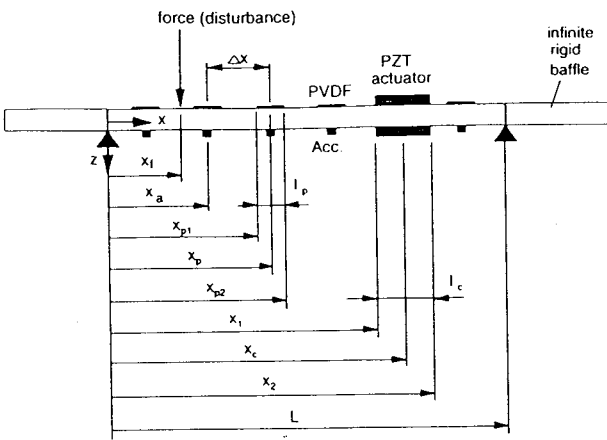 force (disturbance)
Δx
PVDF
PZT
actuator
infinite
rigid
baffle
x
Acc.
z
x_f
x_a
l_p
x_p1
x_p
x_p2
x_1
l_c
x_c
x_2
L